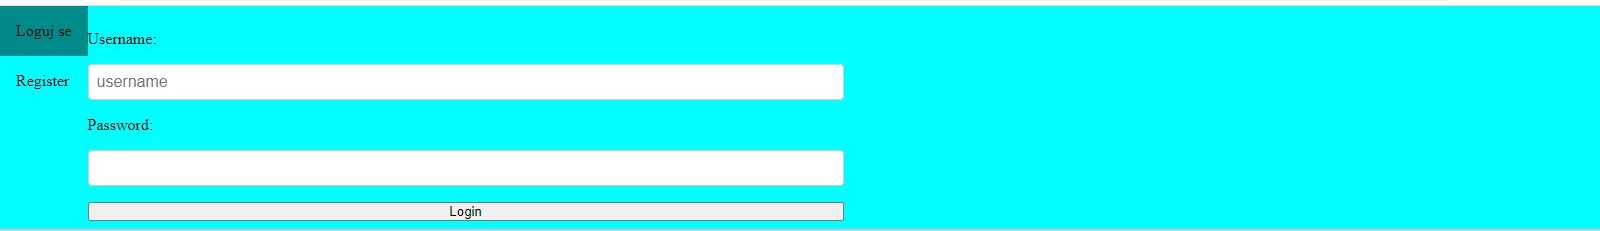 Loguj se
Register
Username:
username
Password:
Login